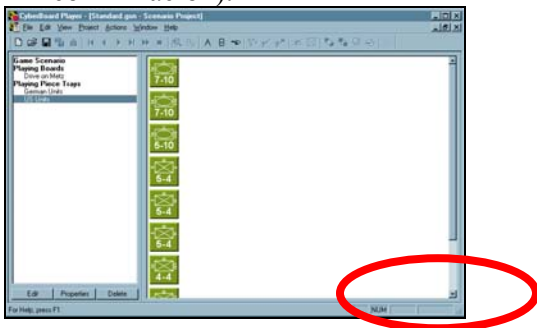 CyberBoard Player - [Standard.gsn - Scenario Project]
File Edit View Project Actions Window Help
A B
Game Scenario
Playing Boards
Drive on Metz
Playing Piece Trays
German Units
US Units
7-10
7-10
6-10
5-4
5-4
5-4
4-4
Edit Properties Delete
For Help, press F1
NUM